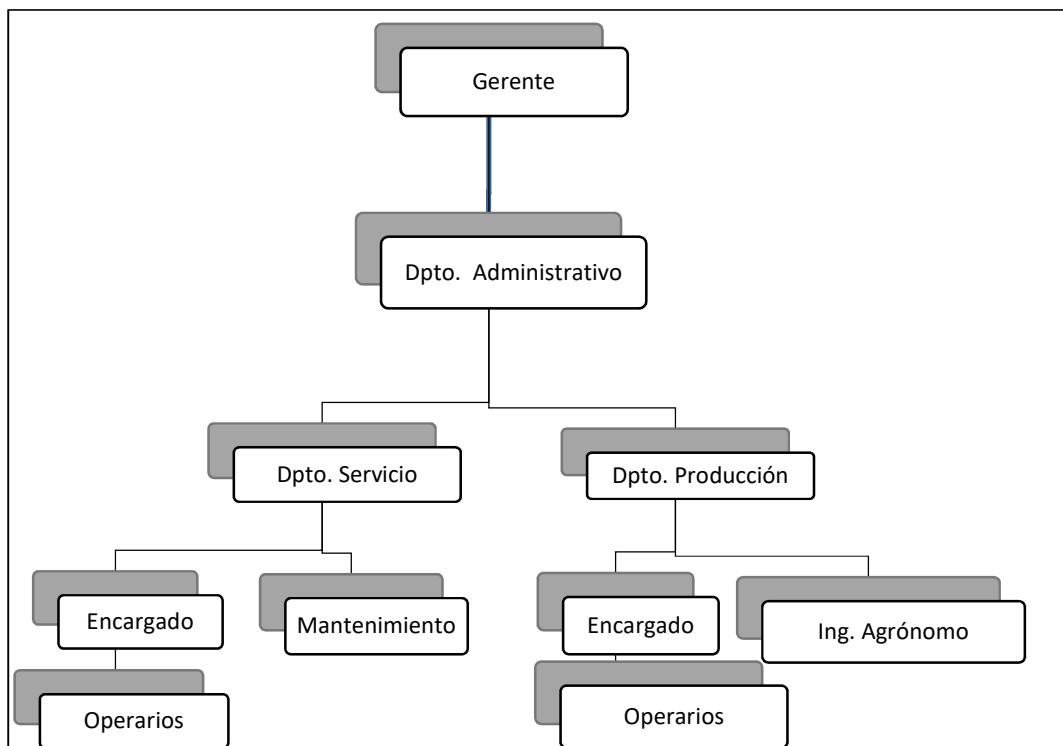 Gerente
Dpto. Administrativo
Dpto. Servicio
Dpto. Producción
Encargado
Mantenimiento
Encargado
Ing. Agrónomo
Operarios
Operarios